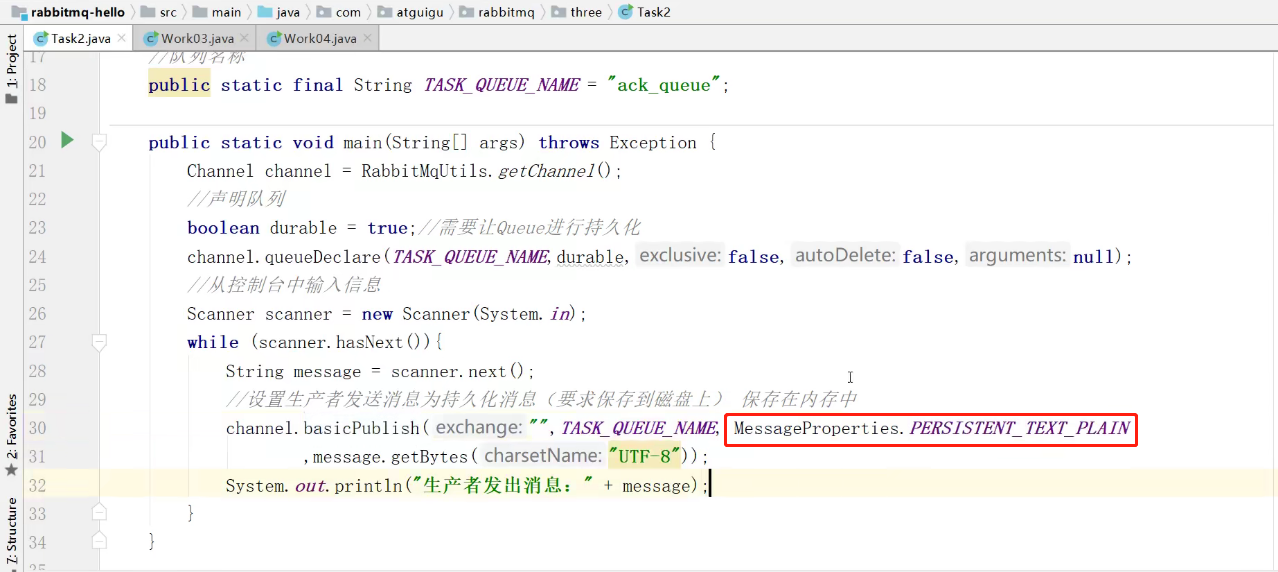 rabbitmq-hello src main java com atguigu rabbitmq three Task2
Task2.java Work03.java Work04.java
1: Project
2: Favorites
7: Structure
17 //队列名称
18 public static final String TASK_QUEUE_NAME = "ack_queue";
19
20 public static void main(String[] args) throws Exception {
21 Channel channel = RabbitMqUtils.getChannel();
22 //声明队列
23 boolean durable = true;//需要让Queue进行持久化
24 channel.queueDeclare(TASK_QUEUE_NAME,durable, exclusive: false, autoDelete: false, arguments: null);
25 //从控制台中输入信息
26 Scanner scanner = new Scanner(System.in);
27 while (scanner.hasNext()){
28 String message = scanner.next();
29 //设置生产者发送消息为持久化消息（要求保存到磁盘上） 保存在内存中
30 channel.basicPublish( exchange: "",TASK_QUEUE_NAME, MessageProperties.PERSISTENT_TEXT_PLAIN
31 ,message.getBytes( charsetName: "UTF-8"));
32 System.out.println("生产者发出消息：" + message);
33 }
34 }
35